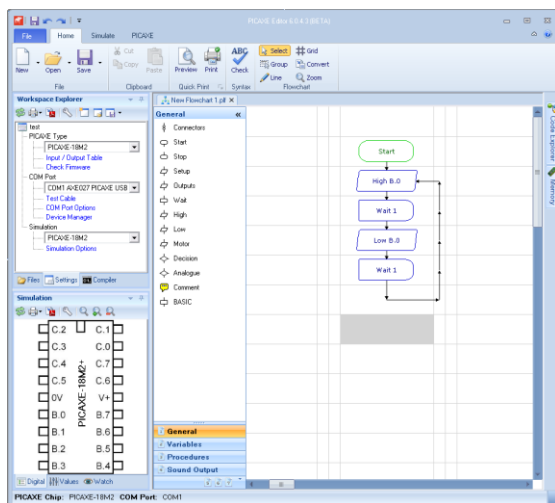 PICAXE Editor 6.0.4.3 (BETA)
File Home Simulate PICAXE
New Open Save
Cut
Copy
Paste
Preview Print
ABC
Check
Select Grid
Group Convert
Line Zoom
File Clipboard Quick Print Syntax Flowchart
Workspace Explorer
test
PICAXE Type
PICAXE-18M2
Input / Output Table
Check Firmware
COM Port
COM1 AXE027 PICAXE USB
Test Cable
COM Port Options
Device Manager
Simulation
PICAXE-18M2
Simulation Options
Files Settings Compiler
Simulation
C.2 C.1
C.3 C.0
C.4 C.7
C.5 C.6
0V V+
B.0 B.7
B.1 B.6
B.2 B.5
B.3 B.4
PICAXE-18M2+
Digital Values Watch
New Flowchart 1.plf
General
Connectors
Start
Stop
Setup
Outputs
Wait
High
Low
Motor
Decision
Analogue
Comment
BASIC
General
Variables
Procedures
Sound Output
Start
High B.0
Wait 1
Low B.0
Wait 1
Code Explorer
Memory
PICAXE Chip: PICAXE-18M2 COM Port: COM1